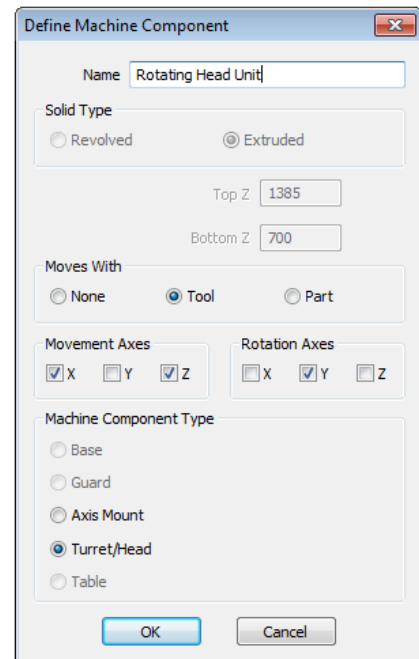 Define Machine Component
Name Rotating Head Unit
Solid Type
Revolved Extruded
Top Z 1385
Bottom Z 700
Moves With
None Tool Part
Movement Axes Rotation Axes
X Y Z X Y Z
Machine Component Type
Base
Guard
Axis Mount
Turret/Head
Table
OK Cancel